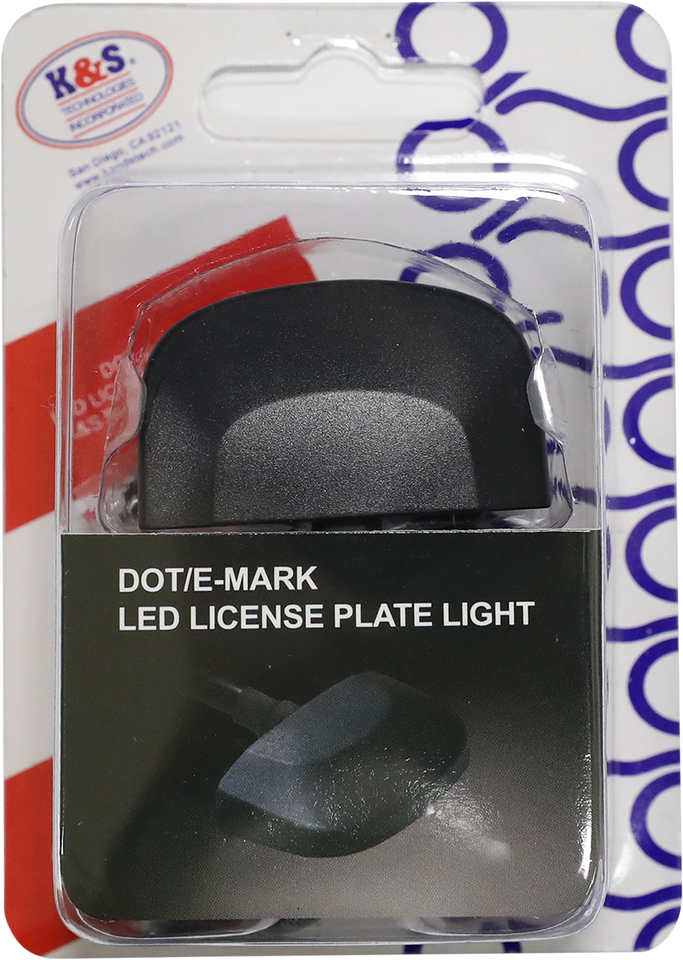 K&S®
TECHNOLOGIES
INCORPORATED
San Diego, CA 92121
DOT/E-MARK
LED LICENSE PLATE LIGHT